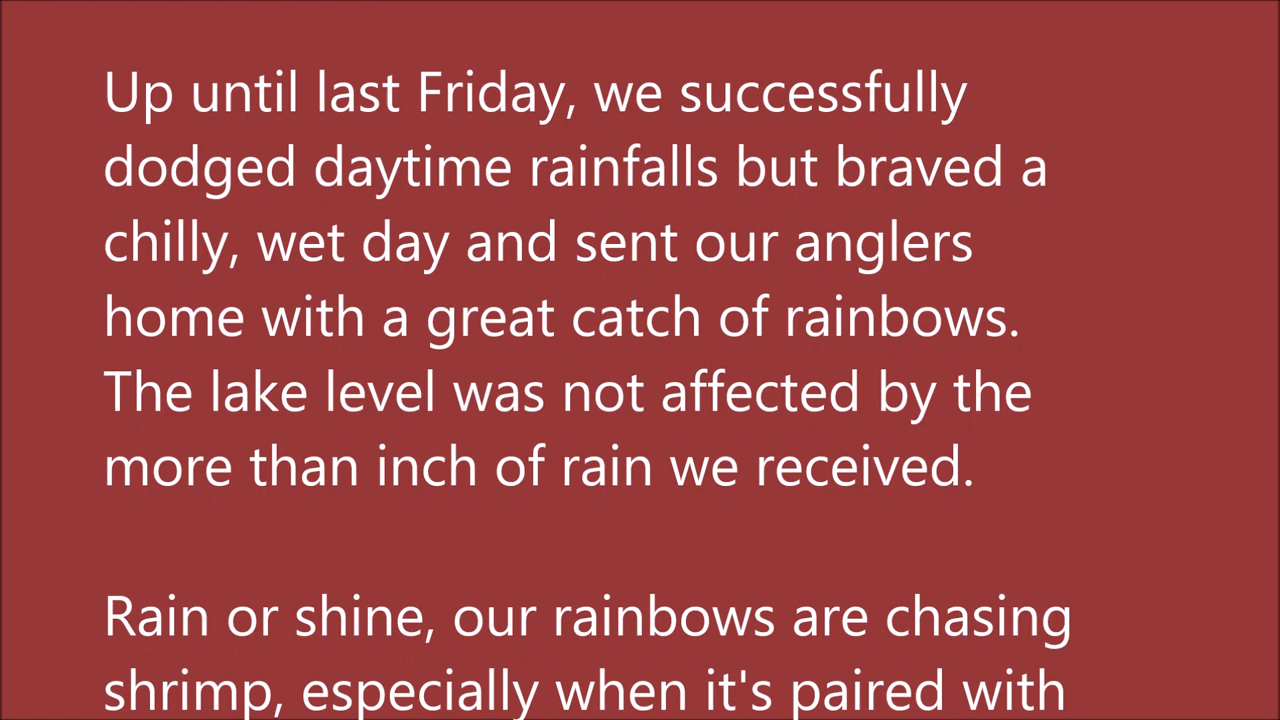 Up until last Friday, we successfully
dodged daytime rainfalls but braved a
chilly, wet day and sent our anglers
home with a great catch of rainbows.
The lake level was not affected by the
more than inch of rain we received.
Rain or shine, our rainbows are chasing
shrimp, especially when it's paired with